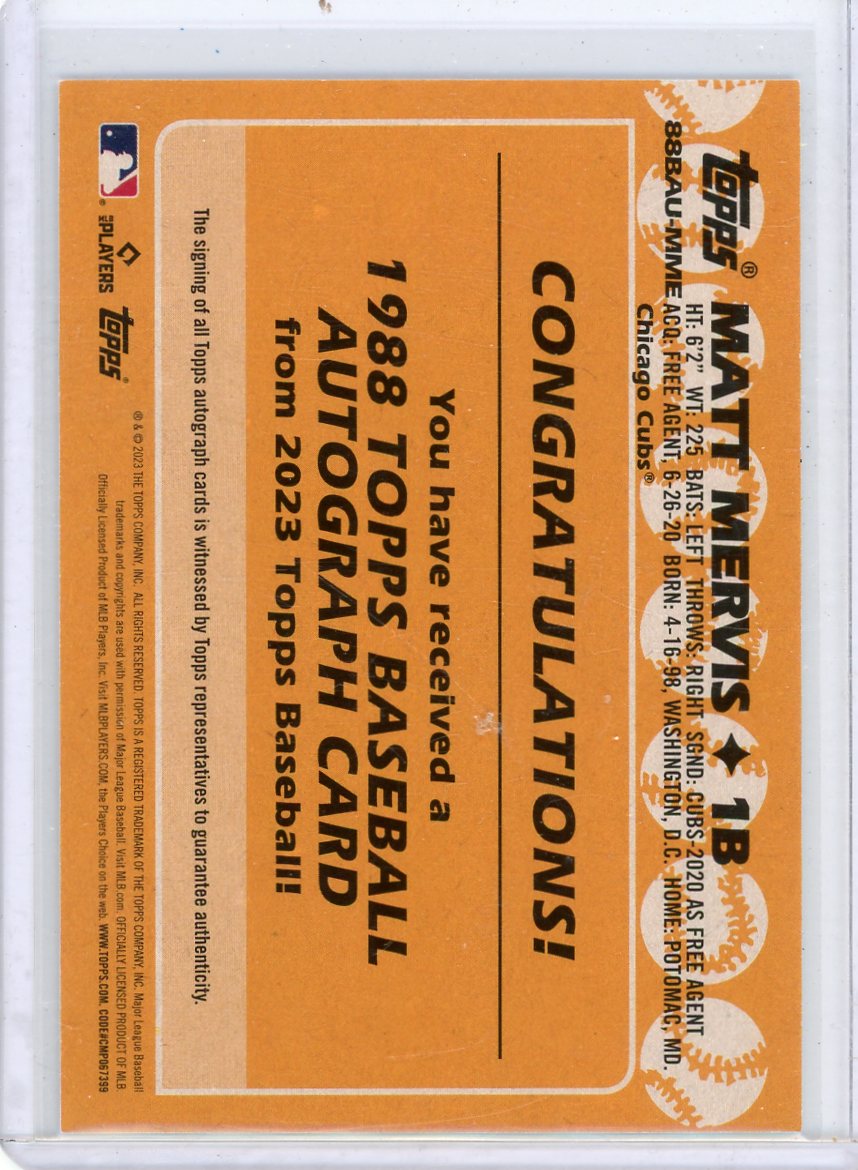 topps®
MATT MERVIS ✦ 1B
88BAU-MME
HT: 6'2" WT: 225 BATS: LEFT THROWS: RIGHT SGND: CUBS-2020 AS FREE AGENT
ACQ: FREE AGENT, 6-26-20 BORN: 4-16-98, WASHINGTON, D.C. HOME: POTOMAC, MD.
Chicago Cubs®
CONGRATULATIONS!
You have received a
1988 TOPPS BASEBALL
AUTOGRAPH CARD
from 2023 Topps Baseball!
The signing of all Topps autograph cards is witnessed by Topps representatives to guarantee authenticity.
®
PLAYERS
topps®
® & © 2023 THE TOPPS COMPANY, INC. ALL RIGHTS RESERVED. TOPPS IS A REGISTERED TRADEMARK OF THE TOPPS COMPANY, INC. Major League Baseball
trademarks and copyrights are used with permission of Major League Baseball. Visit MLB.com. OFFICIALLY LICENSED PRODUCT OF MLB
Officially Licensed Product of MLB Players, Inc. Visit MLBPLAYERS.COM, the Players Choice on the web. WWW.TOPPS.COM. CODE#CMP067399